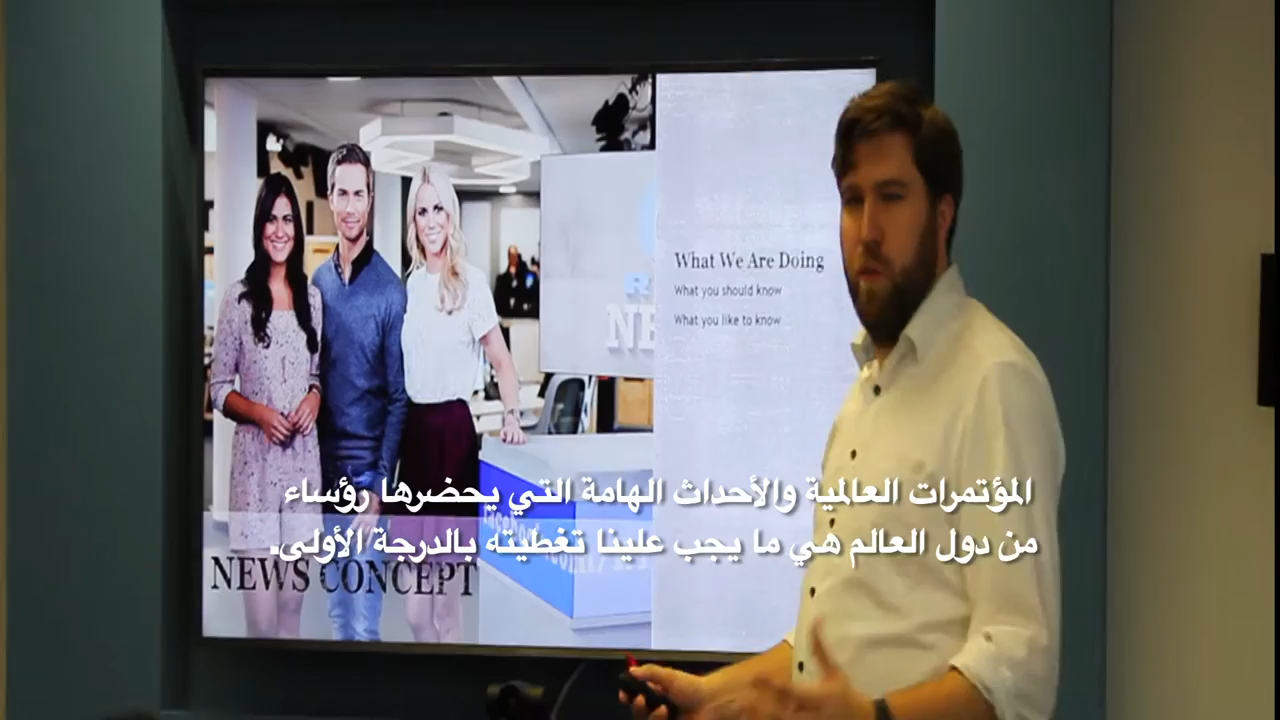 What We Are Doing
What you should know
What you like to know
المؤتمرات العالمية والأحداث الهامة التي يحضرها رؤساء
من دول العالم هي ما يجب علينا تغطيته بالدرجة الأولى.
NEWS CONCEPT